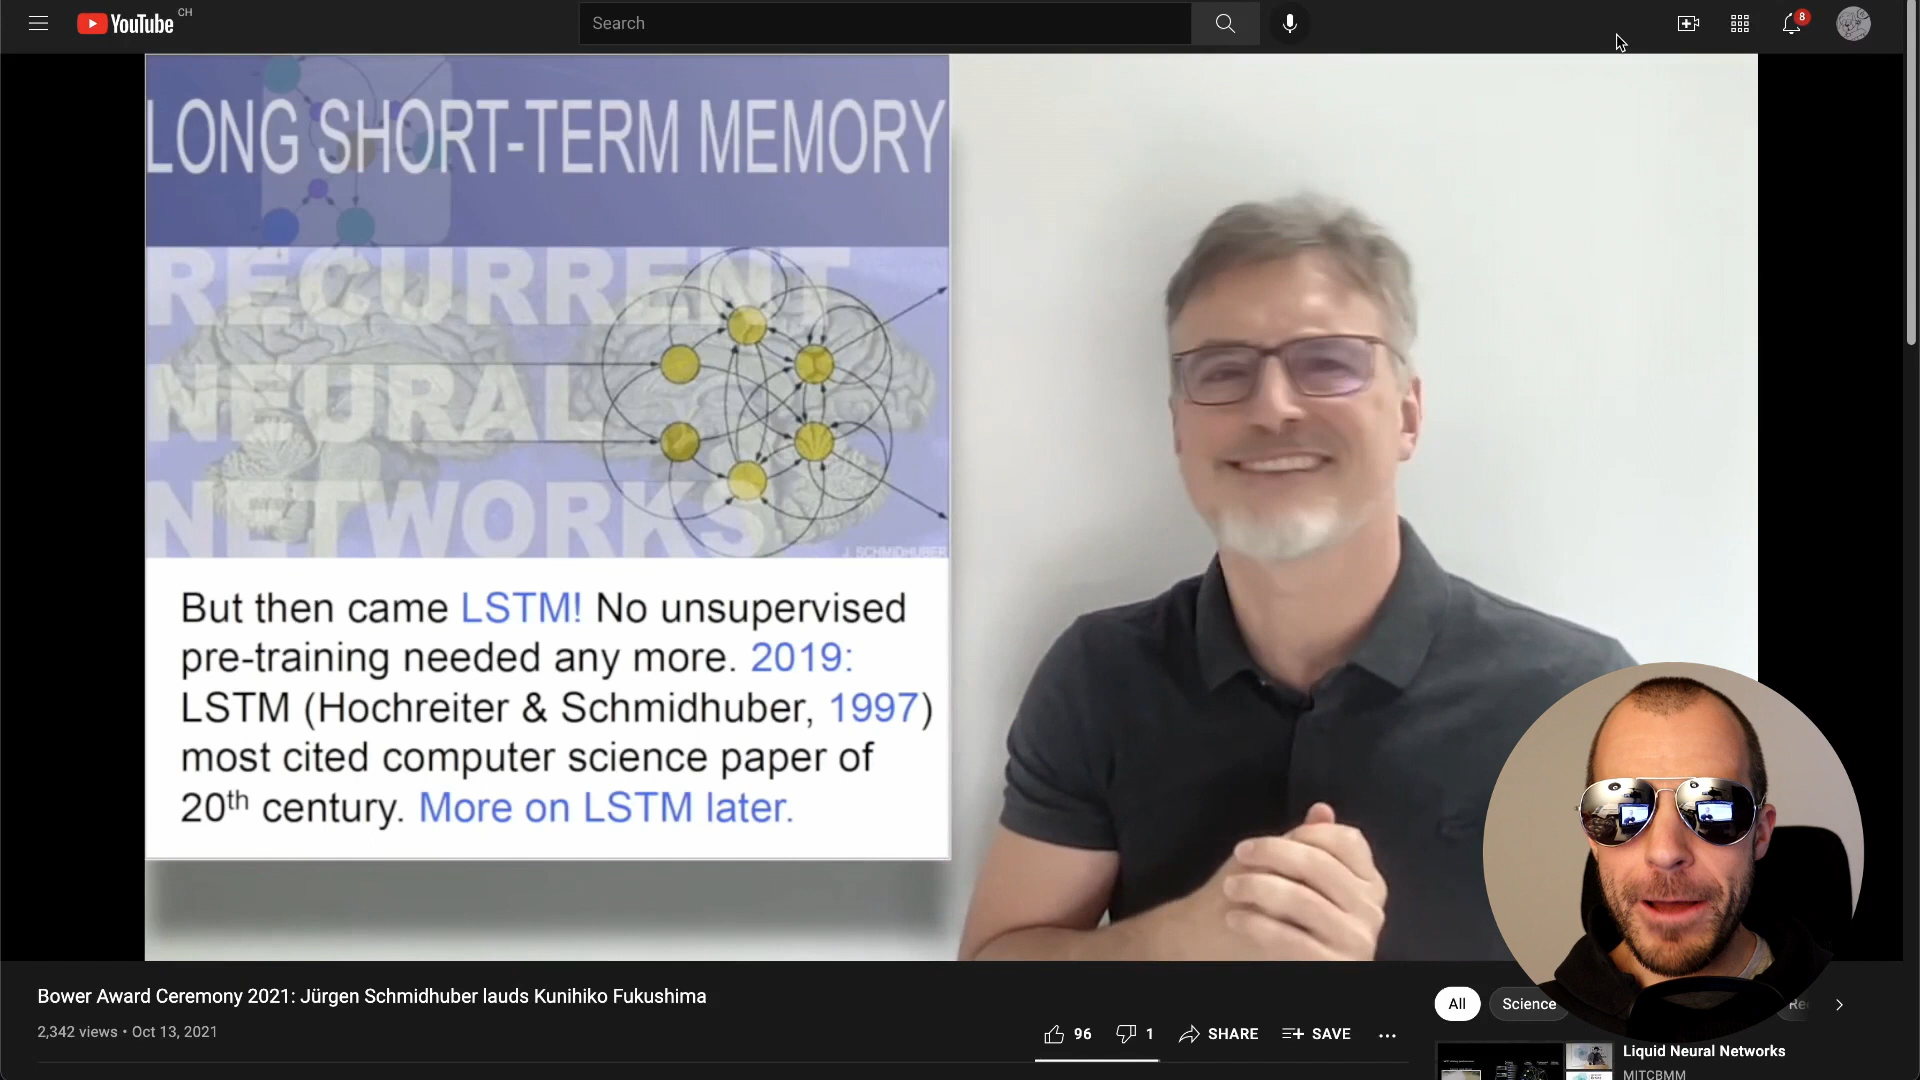 YouTube CH
Search
8
LONG SHORT-TERM MEMORY
RECURRENT
NEURAL
NETWORKS
J. SCHMIDHUBER
But then came LSTM! No unsupervised
pre-training needed any more. 2019:
LSTM (Hochreiter & Schmidhuber, 1997)
most cited computer science paper of
20th century. More on LSTM later.
Bower Award Ceremony 2021: Jürgen Schmidhuber lauds Kunihiko Fukushima
2,342 views • Oct 13, 2021
96
1
SHARE
SAVE
All
Science
Liquid Neural Networks
MITCBMM